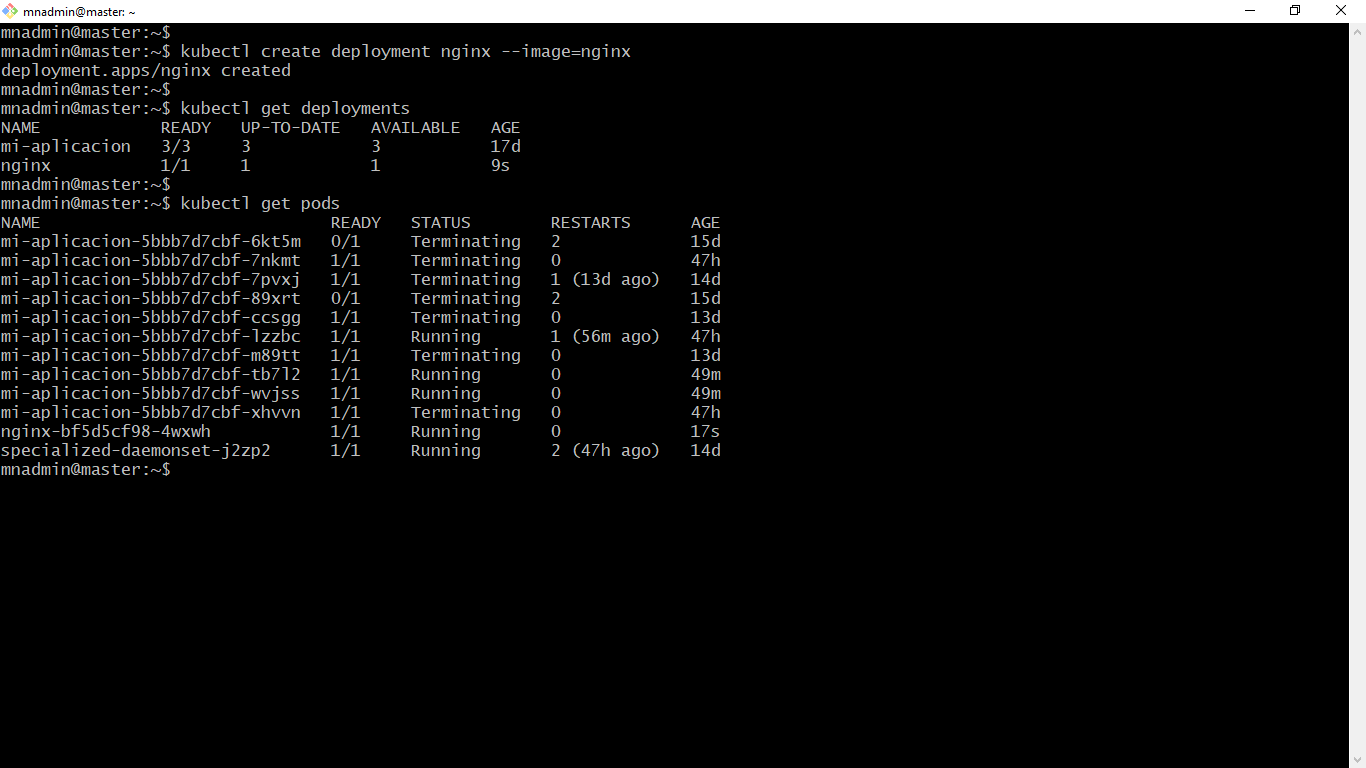 mnadmin@master: ~
mnadmin@master:~$
mnadmin@master:~$ kubectl create deployment nginx --image=nginx
deployment.apps/nginx created
mnadmin@master:~$
mnadmin@master:~$ kubectl get deployments
NAME            READY   UP-TO-DATE   AVAILABLE   AGE
mi-aplicacion   3/3     3            3           17d
nginx           1/1     1            1           9s
mnadmin@master:~$
mnadmin@master:~$ kubectl get pods
NAME                             READY   STATUS        RESTARTS      AGE
mi-aplicacion-5bbb7d7cbf-6kt5m   0/1     Terminating   2             15d
mi-aplicacion-5bbb7d7cbf-7nkmt   1/1     Terminating   0             47h
mi-aplicacion-5bbb7d7cbf-7pvxj   1/1     Terminating   1 (13d ago)   14d
mi-aplicacion-5bbb7d7cbf-89xrt   0/1     Terminating   2             15d
mi-aplicacion-5bbb7d7cbf-ccsgg   1/1     Terminating   0             13d
mi-aplicacion-5bbb7d7cbf-lzzbc   1/1     Running       1 (56m ago)   47h
mi-aplicacion-5bbb7d7cbf-m89tt   1/1     Terminating   0             13d
mi-aplicacion-5bbb7d7cbf-tb7l2   1/1     Running       0             49m
mi-aplicacion-5bbb7d7cbf-wvjss   1/1     Running       0             49m
mi-aplicacion-5bbb7d7cbf-xhvvn   1/1     Terminating   0             47h
nginx-bf5d5cf98-4wxwh            1/1     Running       0             17s
specialized-daemonset-j2zp2      1/1     Running       2 (47h ago)   14d
mnadmin@master:~$